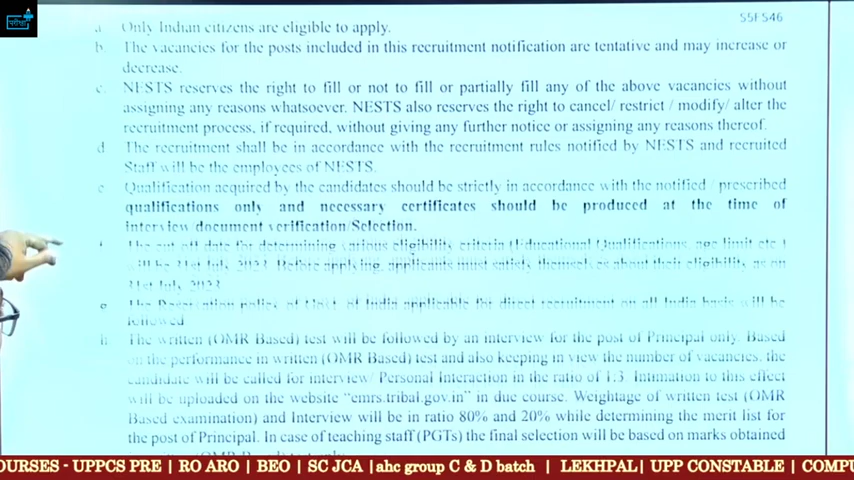 परीक्षा
S5FS46
a Only Indian citizens are eligible to apply.
b. The vacancies for the posts included in this recruitment notification are tentative and may increase or
decrease.
c. NESTS reserves the right to fill or not to fill or partially fill any of the above vacancies without
assigning any reasons whatsoever. NESTS also reserves the right to cancel/ restrict / modify/ alter the
recruitment process, if required, without giving any further notice or assigning any reasons thereof.
d The recruitment shall be in accordance with the recruitment rules notified by NESTS and recruited
Staff will be the employees of NESTS.
e Qualification acquired by the candidates should be strictly in accordance with the notified / prescribed
qualifications only and necessary certificates should be produced at the time of
interview/document verification/Selection.
f The cut off date for determining various eligibility criteria (Educational Qualifications, age limit etc.)
will be 31st July 2023. Before applying, applicants must satisfy themselves about their eligibility as on
31st July 2023
g The Reservation policy of Govt. of India applicable for direct recruitment on all India basis will be
followed
h The written (OMR Based) test will be followed by an interview for the post of Principal only. Based
on the performance in written (OMR Based) test and also keeping in view the number of vacancies, the
candidate will be called for interview/ Personal Interaction in the ratio of 1:3. Intimation to this effect
will be uploaded on the website "emrs.tribal.gov.in" in due course. Weightage of written test (OMR
Based examination) and Interview will be in ratio 80% and 20% while determining the merit list for
the post of Principal. In case of teaching staff (PGTs) the final selection will be based on marks obtained
OURSES - UPPCS PRE | RO ARO | BEO | SC JCA |ahc group C & D batch | LEKHPAL| UPP CONSTABLE | COMPU